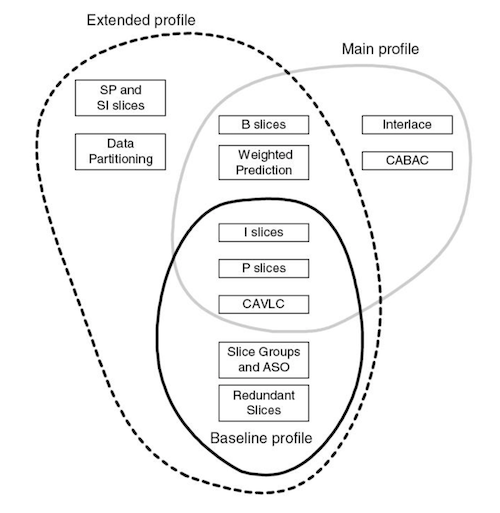 Extended profile
Main profile
SP and
SI slices
B slices
Interlace
Data
Partitioning
Weighted
Prediction
CABAC
I slices
P slices
CAVLC
Slice Groups
and ASO
Redundant
Slices
Baseline profile